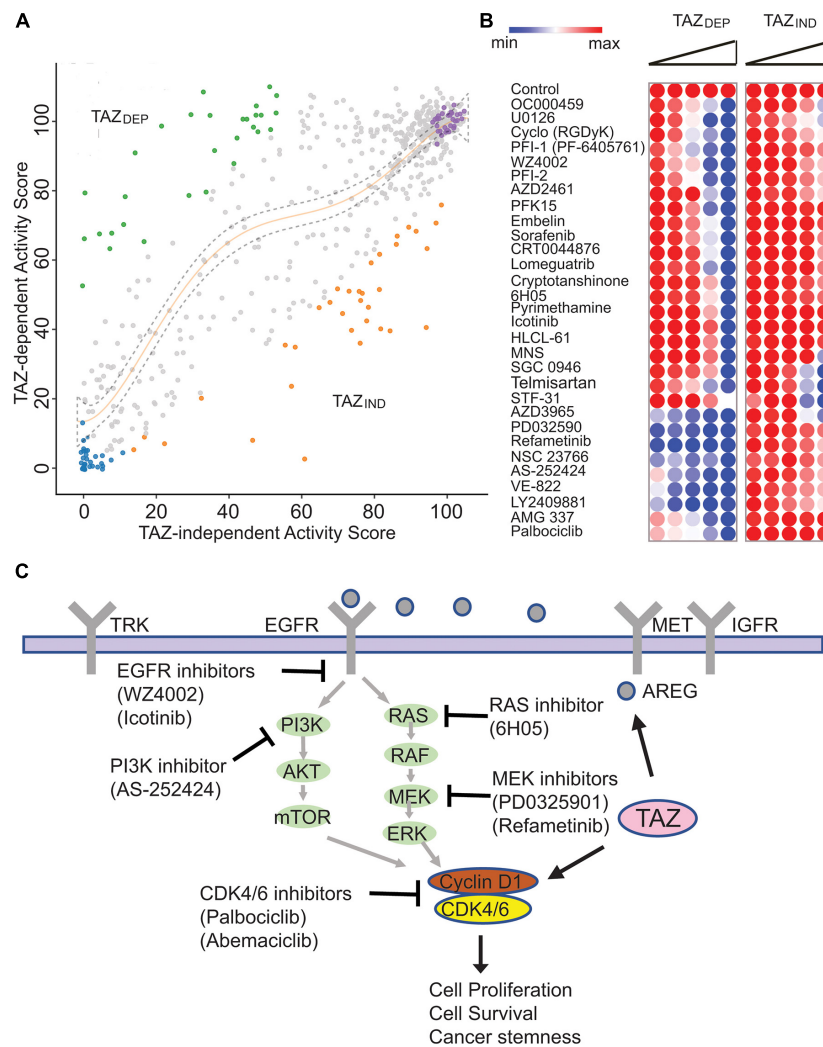 A
TAZDEP
TAZIND
TAZ-dependent Activity Score
100
80
60
40
20
0
0 20 40 60 80 100
TAZ-independent Activity Score
B
min max
TAZDEP TAZIND
Control
OC000459
U0126
Cyclo (RGDyK)
PFI-1 (PF-6405761)
WZ4002
PFI-2
AZD2461
PFK15
Embelin
Sorafenib
CRT0044876
Lomeguatrib
Cryptotanshinone
6H05
Pyrimethamine
Icotinib
HLCL-61
MNS
SGC 0946
Telmisartan
STF-31
AZD3965
PD032590
Refametinib
NSC 23766
AS-252424
VE-822
LY2409881
AMG 337
Palbociclib
C
TRK EGFR MET IGFR
EGFR inhibitors
(WZ4002)
(Icotinib)
AREG
PI3K
RAS
RAS inhibitor
(6H05)
PI3K inhibitor
(AS-252424)
AKT
RAF
mTOR
MEK
MEK inhibitors
(PD0325901)
(Refametinib)
ERK
TAZ
CDK4/6 inhibitors
(Palbociclib)
(Abemaciclib)
Cyclin D1
CDK4/6
Cell Proliferation
Cell Survival
Cancer stemness